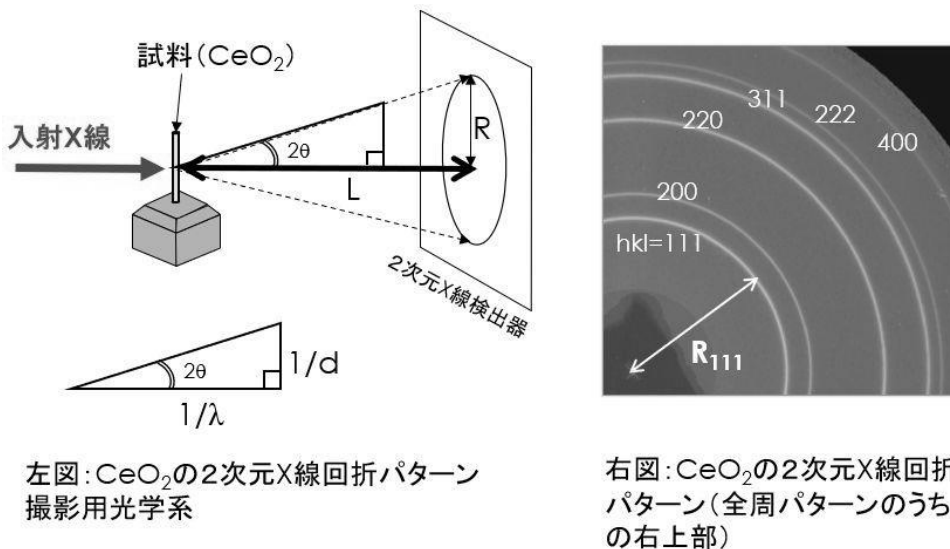 試料(CeO2)
入射X線
2θ
L
R
2次元X線検出器
2θ
1/d
1/λ
左図:CeO2の2次元X線回折パターン
撮影用光学系
311
222
220
400
200
hkl=111
R111
右図:CeO2の2次元X線回折
パターン(全周パターンのうち
の右上部)